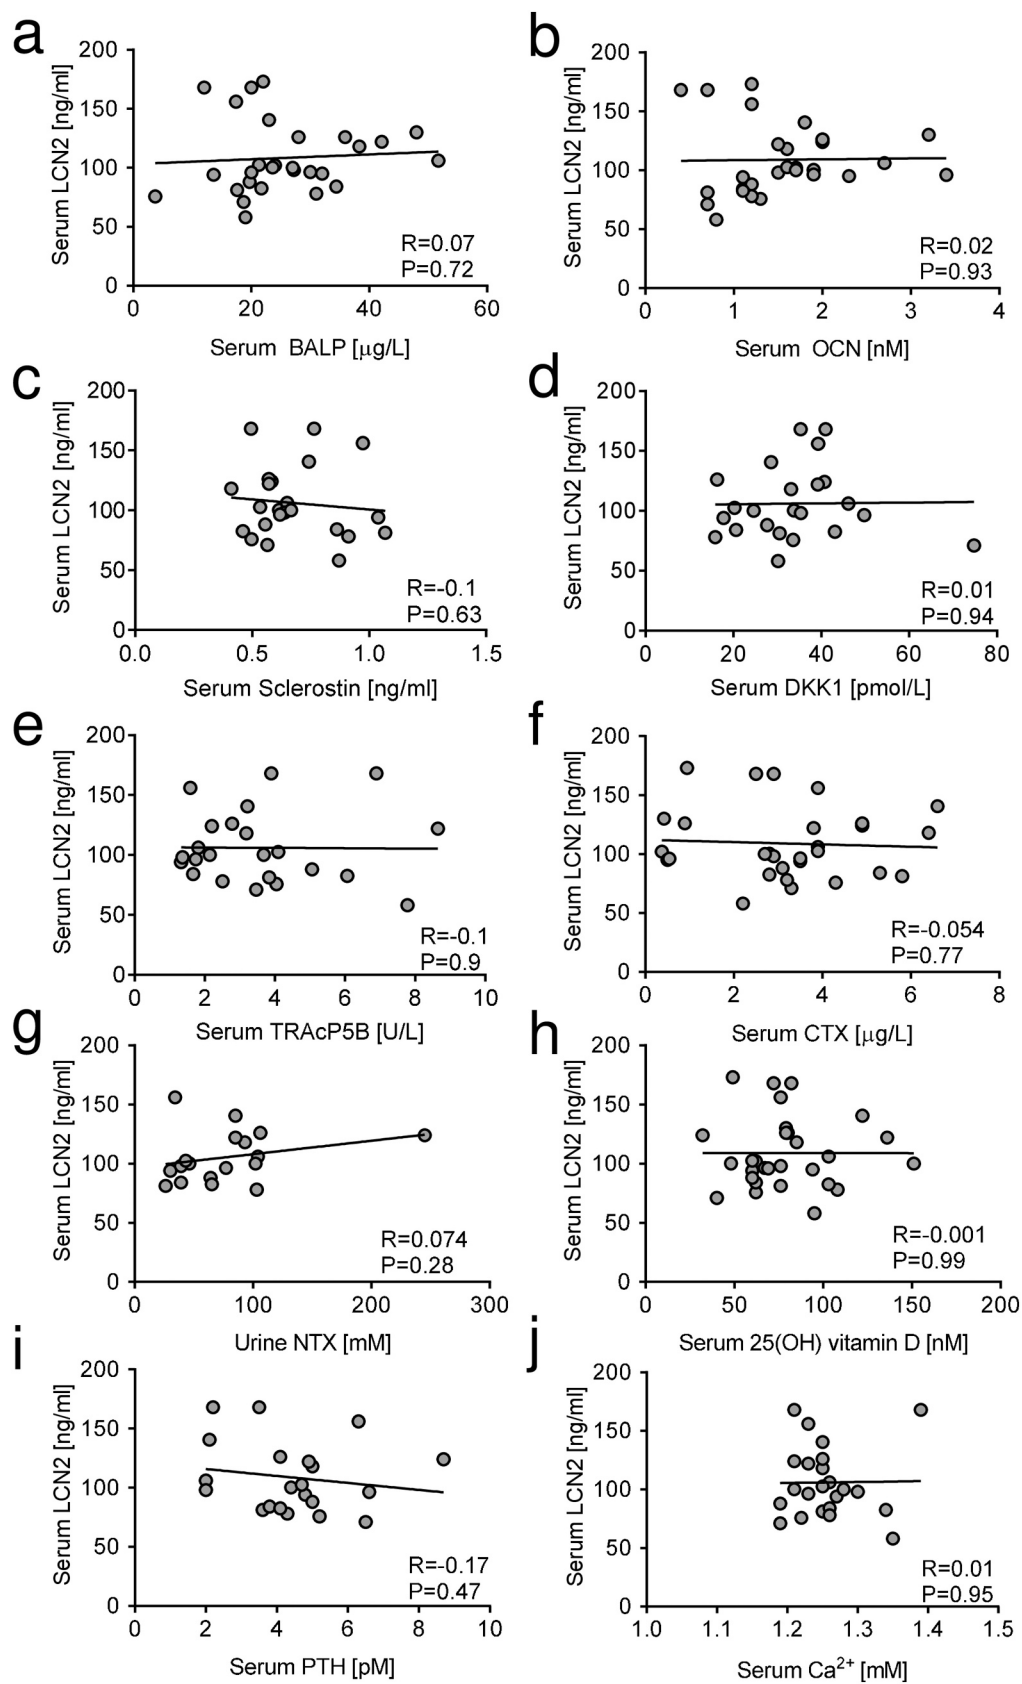 a
b
200
150
100
50
0
Serum LCN2 [ng/ml]
R=0.07
P=0.72
0 20 40 60
Serum BALP [μg/L]
200
150
100
50
0
Serum LCN2 [ng/ml]
R=0.02
P=0.93
0 1 2 3 4
Serum OCN [nM]
c
d
200
150
100
50
0
Serum LCN2 [ng/ml]
R=-0.1
P=0.63
0.0 0.5 1.0 1.5
Serum Sclerostin [ng/ml]
200
150
100
50
0
Serum LCN2 [ng/ml]
R=0.01
P=0.94
0 20 40 60 80
Serum DKK1 [pmol/L]
e
f
200
150
100
50
0
Serum LCN2 [ng/ml]
R=-0.1
P=0.9
0 2 4 6 8 10
Serum TRAcP5B [U/L]
200
150
100
50
0
Serum LCN2 [ng/ml]
R=-0.054
P=0.77
0 2 4 6 8
Serum CTX [μg/L]
g
h
200
150
100
50
0
Serum LCN2 [ng/ml]
R=0.074
P=0.28
0 100 200 300
Urine NTX [mM]
200
150
100
50
0
Serum LCN2 [ng/ml]
R=-0.001
P=0.99
0 50 100 150 200
Serum 25(OH) vitamin D [nM]
i
j
200
150
100
50
0
Serum LCN2 [ng/ml]
R=-0.17
P=0.47
0 2 4 6 8 10
Serum PTH [pM]
200
150
100
50
0
Serum LCN2 [ng/ml]
R=0.01
P=0.95
1.0 1.1 1.2 1.3 1.4 1.5
Serum Ca²⁺ [mM]